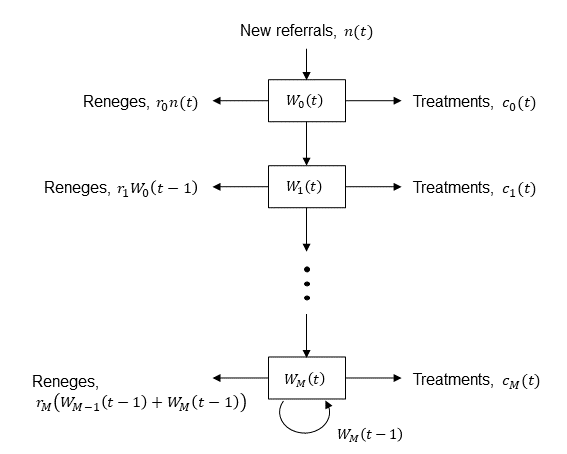 New referrals, n(t)
Reneges, r₀n(t)
W₀(t)
Treatments, c₀(t)
Reneges, r₁W₀(t − 1)
W₁(t)
Treatments, c₁(t)
Reneges,
r_M(W_{M−1}(t − 1) + W_M(t − 1))
W_M(t)
Treatments, c_M(t)
W_M(t − 1)